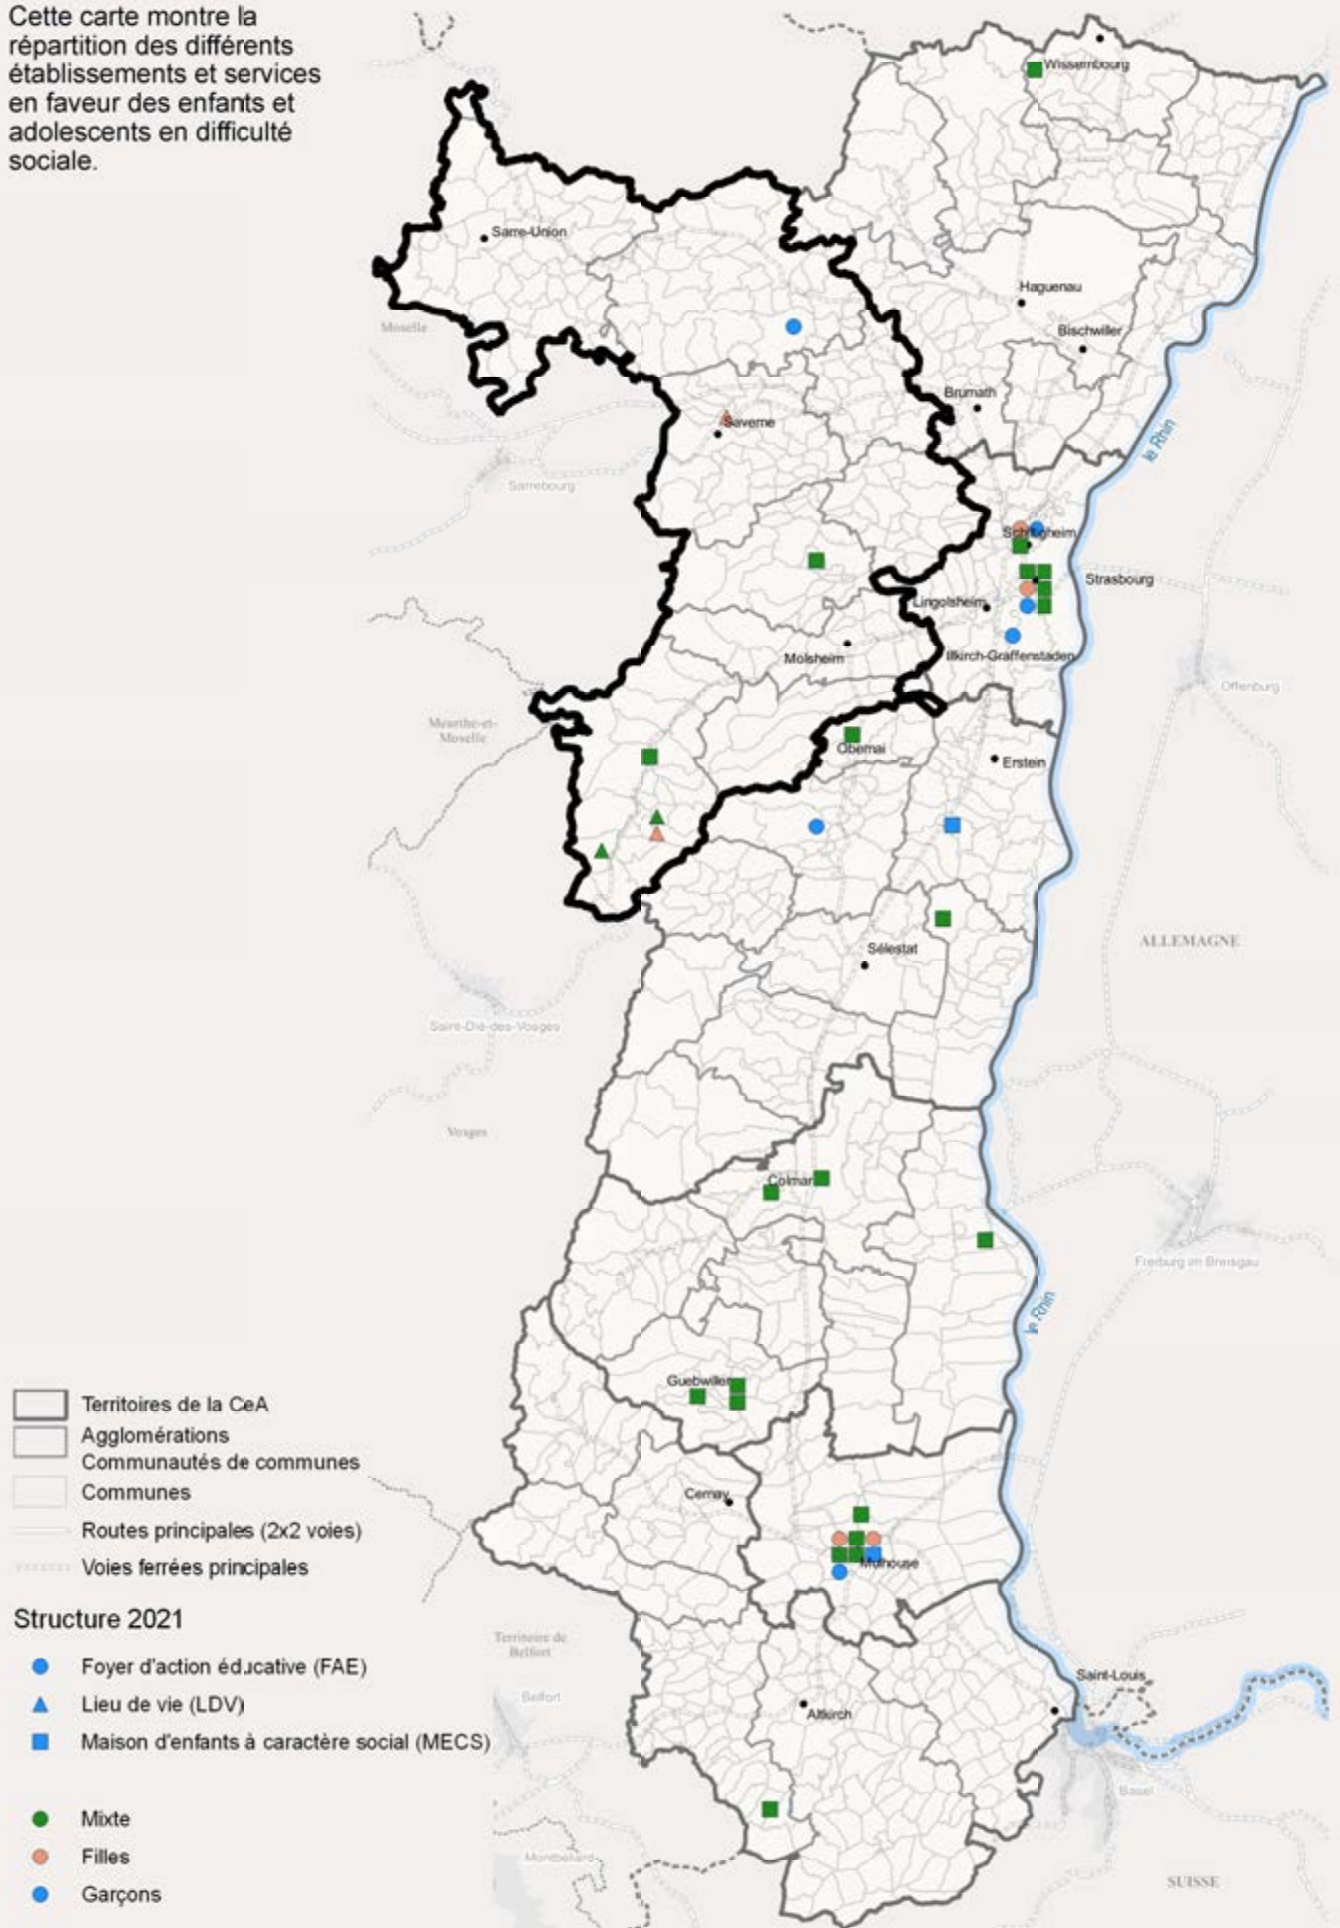 Cette carte montre la
répartition des différents
établissements et services
en faveur des enfants et
adolescents en difficulté
sociale.
Wissembourg
Sarre-Union
Haguenau
Moselle
Bischwiller
Brumath
Saverne
le Rhin
Sarrebourg
Schiltigheim
Strasbourg
Lingolsheim
Molsheim
Illkirch-Graffenstaden
Offenburg
Meurthe-et-
Moselle
Obernai
Erstein
ALLEMAGNE
Sélestat
Saint-Dié-des-Vosges
Vosges
Colmar
Freiburg im Breisgau
le Rhin
Guebwiller
Territoires de la CeA
Agglomérations
Communautés de communes
Communes
Routes principales (2x2 voies)
Voies ferrées principales
Cernay
Mulhouse
Structure 2021
Foyer d'action éducative (FAE)
Lieu de vie (LDV)
Maison d'enfants à caractère social (MECS)
Mixte
Filles
Garçons
Territoire de
Belfort
Belfort
Saint-Louis
Altkirch
Basel
Montbéliard
SUISSE